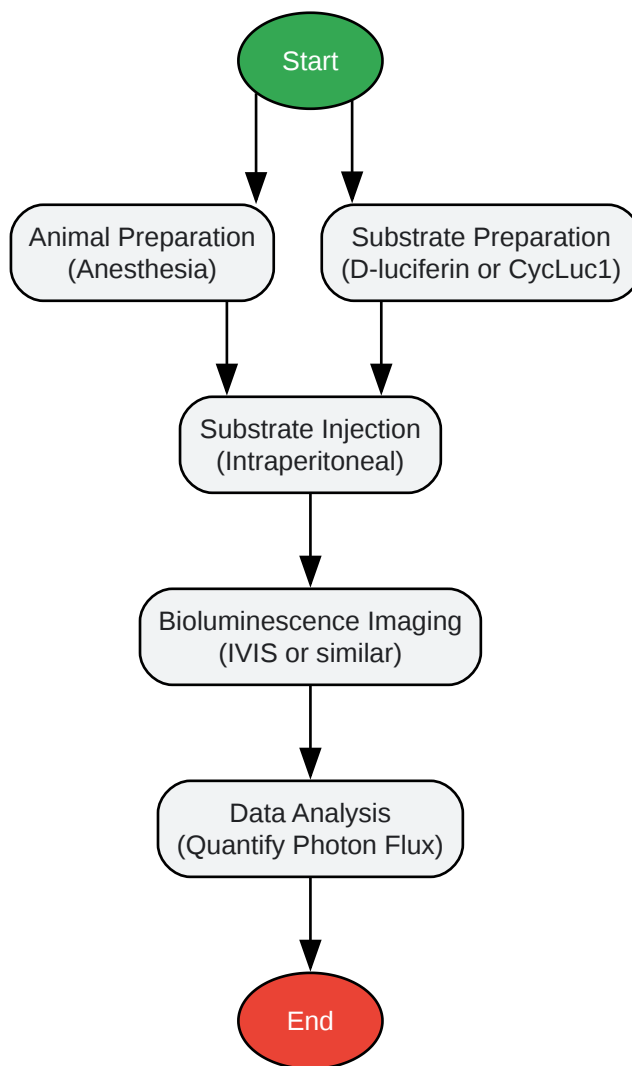 Start
Animal Preparation
(Anesthesia)
Substrate Preparation
(D-luciferin or CycLuc1)
Substrate Injection
(Intraperitoneal)
Bioluminescence Imaging
(IVIS or similar)
Data Analysis
(Quantify Photon Flux)
End